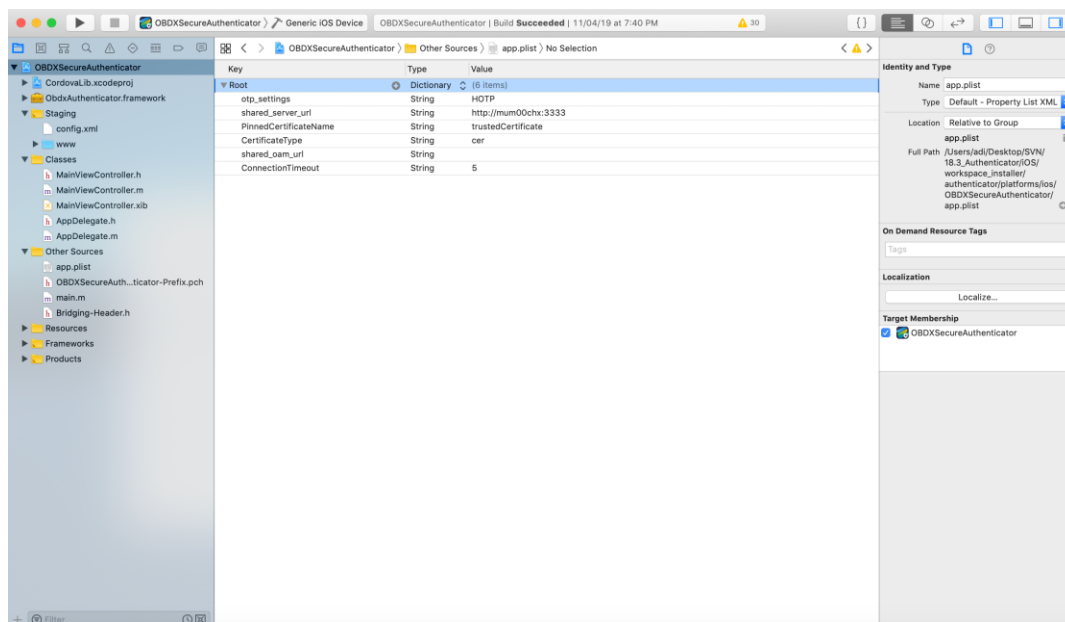 OBDXSecureAuthenticator 〉 Generic iOS Device
OBDXSecureAuthenticator | Build Succeeded | 11/04/19 at 7:40 PM
30
{ }
OBDXSecureAuthenticator 〉 Other Sources 〉 app.plist 〉 No Selection
OBDXSecureAuthenticator
CordovaLib.xcodeproj
ObdxAuthenticator.framework
Staging
config.xml
www
Classes
h MainViewController.h
m MainViewController.m
MainViewController.xib
h AppDelegate.h
m AppDelegate.m
Other Sources
app.plist
h OBDXSecureAuth...ticator-Prefix.pch
m main.m
h Bridging-Header.h
Resources
Frameworks
Products
Filter
Key Type Value
Root Dictionary (6 items)
otp_settings String HOTP
shared_server_url String http://mum00chx:3333
PinnedCertificateName String trustedCertificate
CertificateType String cer
shared_oam_url String
ConnectionTimeout String 5
Identity and Type
Name app.plist
Type Default - Property List XML
Location Relative to Group
app.plist
Full Path /Users/adi/Desktop/SVN/
18.3_Authenticator/iOS/
workspace_installer/
authenticator/platforms/ios/
OBDXSecureAuthenticator/
app.plist
On Demand Resource Tags
Tags
Localization
Localize...
Target Membership
OBDXSecureAuthenticator